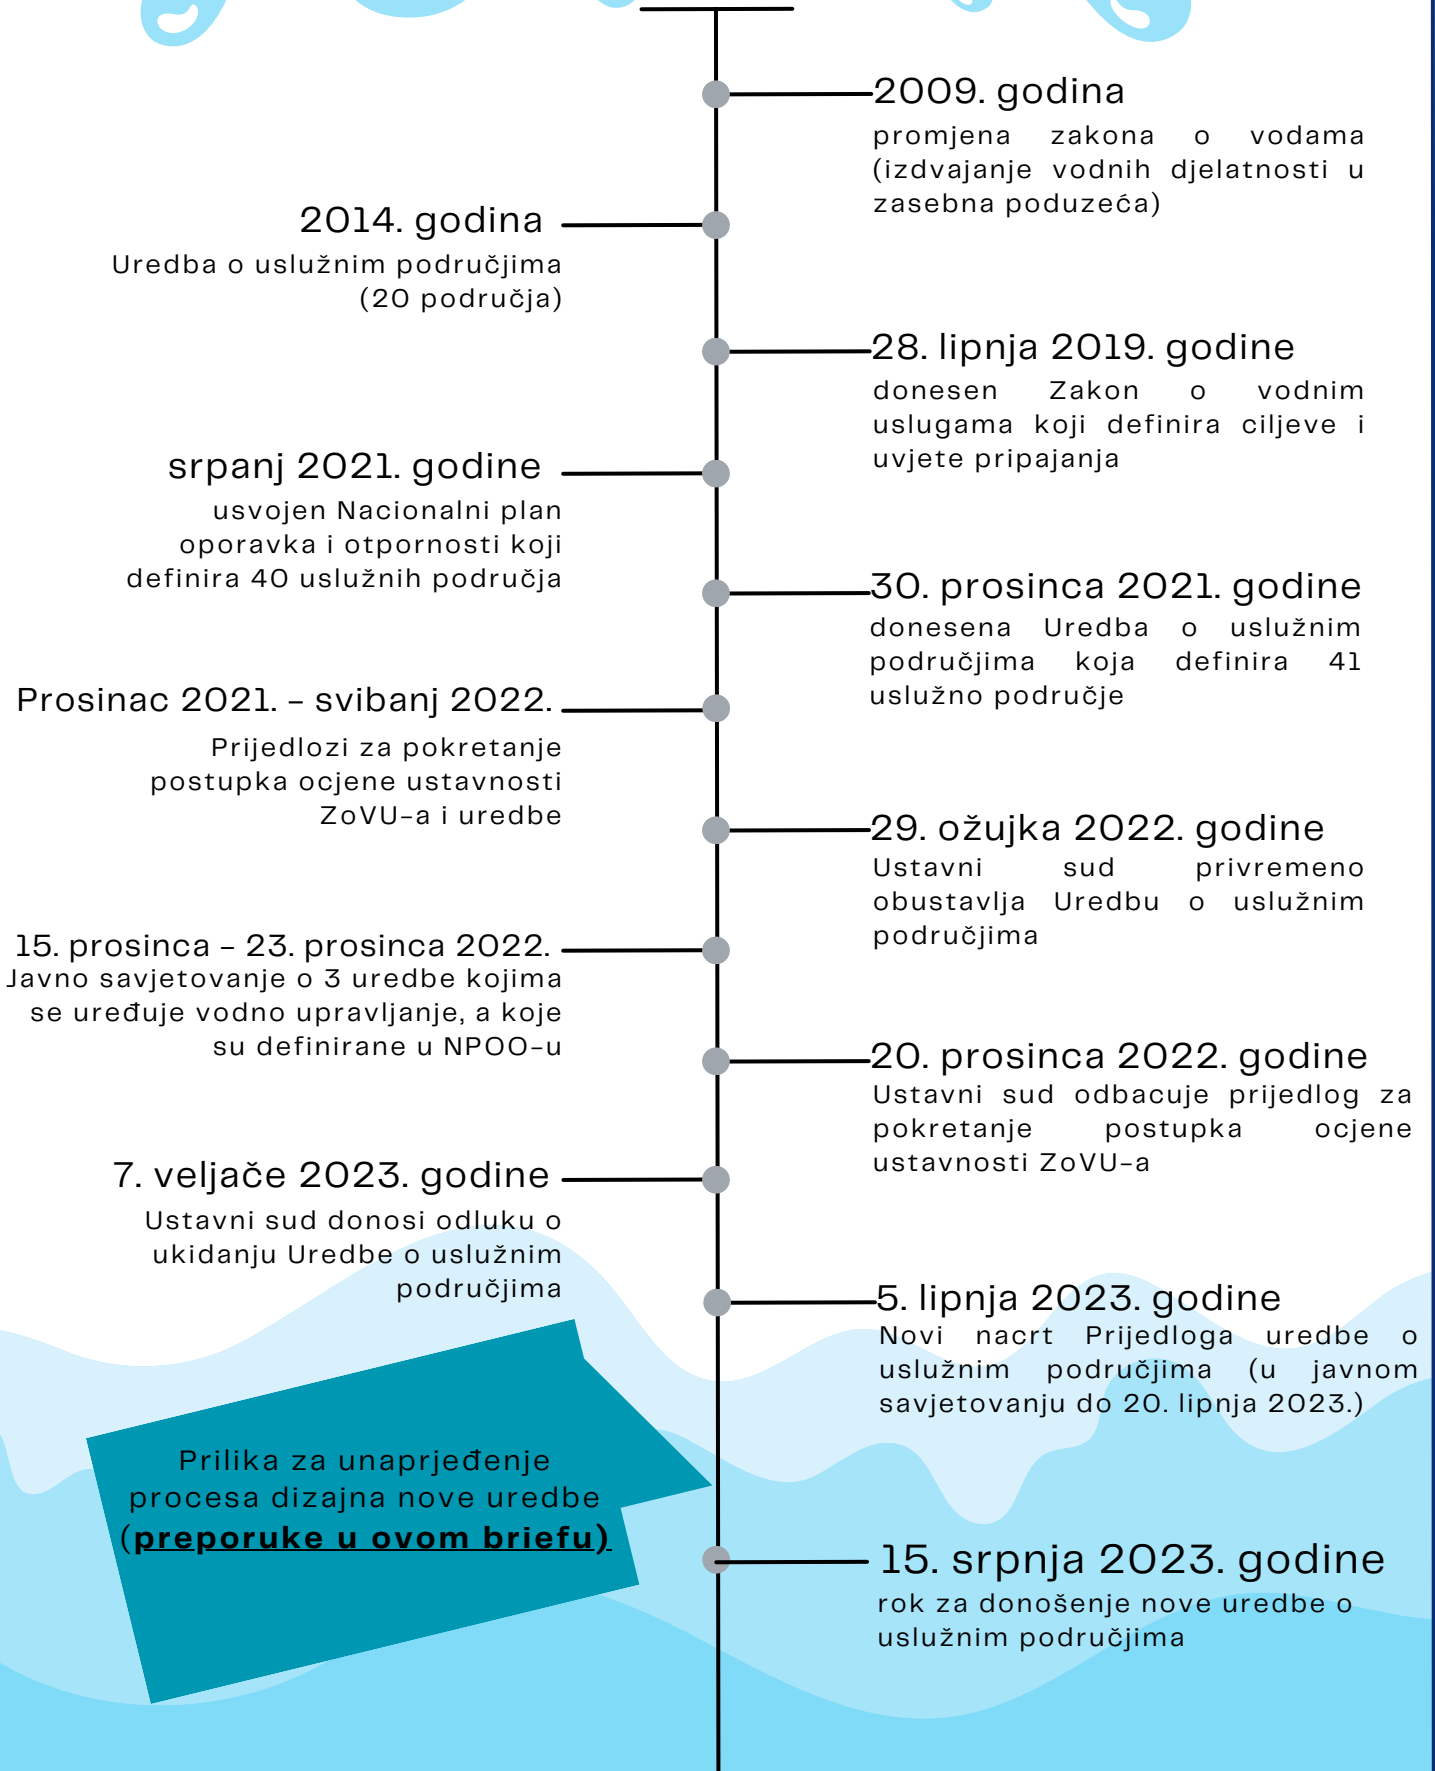 2009. godina
promjena zakona o vodama
(izdvajanje vodnih djelatnosti u
zasebna poduzeća)
2014. godina
Uredba o uslužnim područjima
(20 područja)
28. lipnja 2019. godine
donesen Zakon o vodnim
uslugama koji definira ciljeve i
uvjete pripajanja
srpanj 2021. godine
usvojen Nacionalni plan
oporavka i otpornosti koji
definira 40 uslužnih područja
30. prosinca 2021. godine
donesena Uredba o uslužnim
područjima koja definira 41
uslužno područje
Prosinac 2021. – svibanj 2022.
Prijedlozi za pokretanje
postupka ocjene ustavnosti
ZoVU-a i uredbe
29. ožujka 2022. godine
Ustavni sud privremeno
obustavlja Uredbu o uslužnim
područjima
15. prosinca – 23. prosinca 2022.
Javno savjetovanje o 3 uredbe kojima
se uređuje vodno upravljanje, a koje
su definirane u NPOO-u
20. prosinca 2022. godine
Ustavni sud odbacuje prijedlog za
pokretanje postupka ocjene
ustavnosti ZoVU-a
7. veljače 2023. godine
Ustavni sud donosi odluku o
ukidanju Uredbe o uslužnim
područjima
5. lipnja 2023. godine
Novi nacrt Prijedloga uredbe o
uslužnim područjima (u javnom
savjetovanju do 20. lipnja 2023.)
Prilika za unaprjeđenje
procesa dizajna nove uredbe
(preporuke u ovom briefu)
15. srpnja 2023. godine
rok za donošenje nove uredbe o
uslužnim područjima